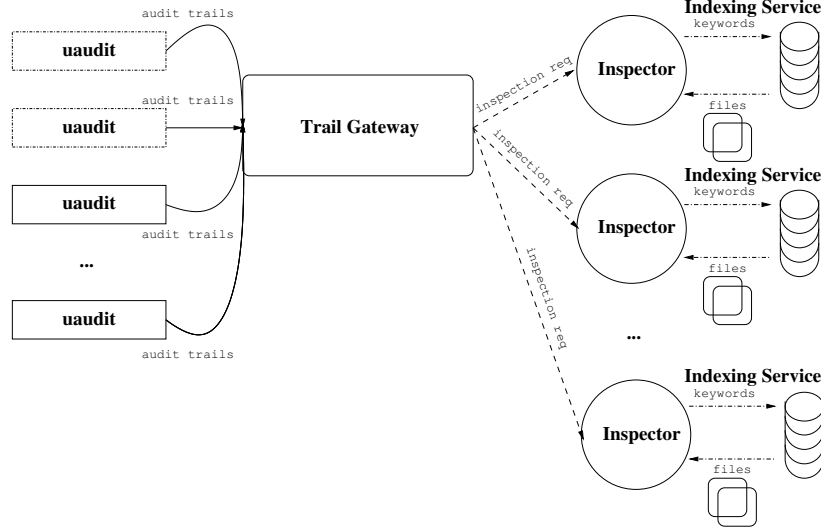 audit trails
uaudit
audit trails
uaudit
uaudit
audit trails
...
uaudit
audit trails
Trail Gateway
inspection req
inspection req
inspection req
Indexing Service
keywords
Inspector
files
Indexing Service
keywords
Inspector
files
...
Indexing Service
keywords
Inspector
files